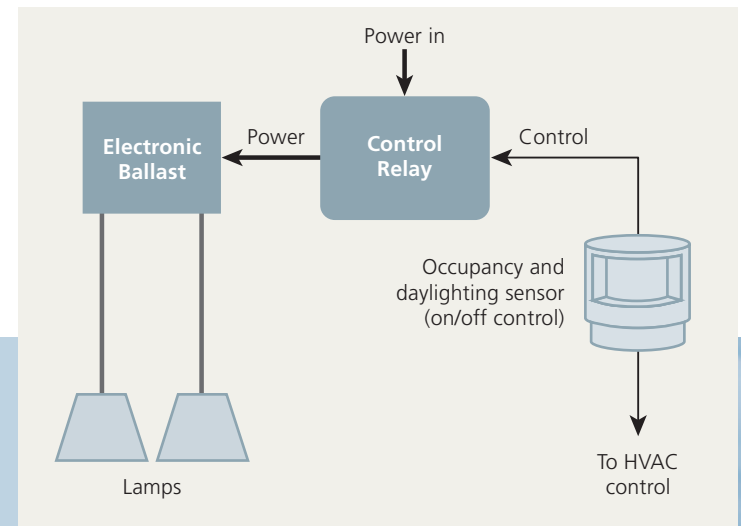 Power in
Electronic
Ballast
Power
Control
Relay
Control
Occupancy and
daylighting sensor
(on/off control)
Lamps
To HVAC
control